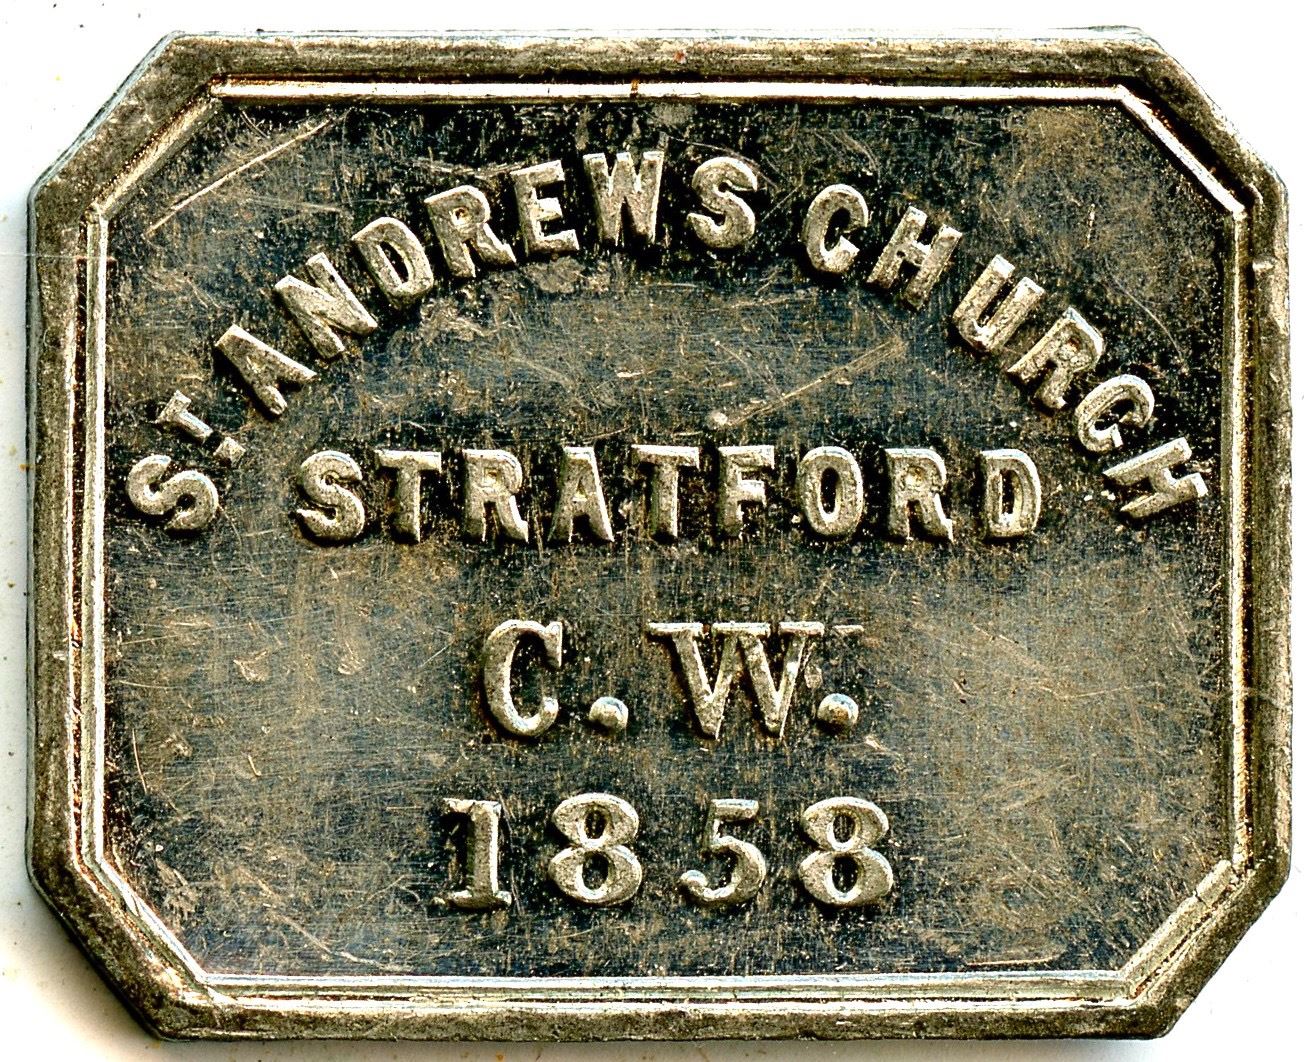 St ANDREWS CHURCH
STRATFORD
C. W.
1858